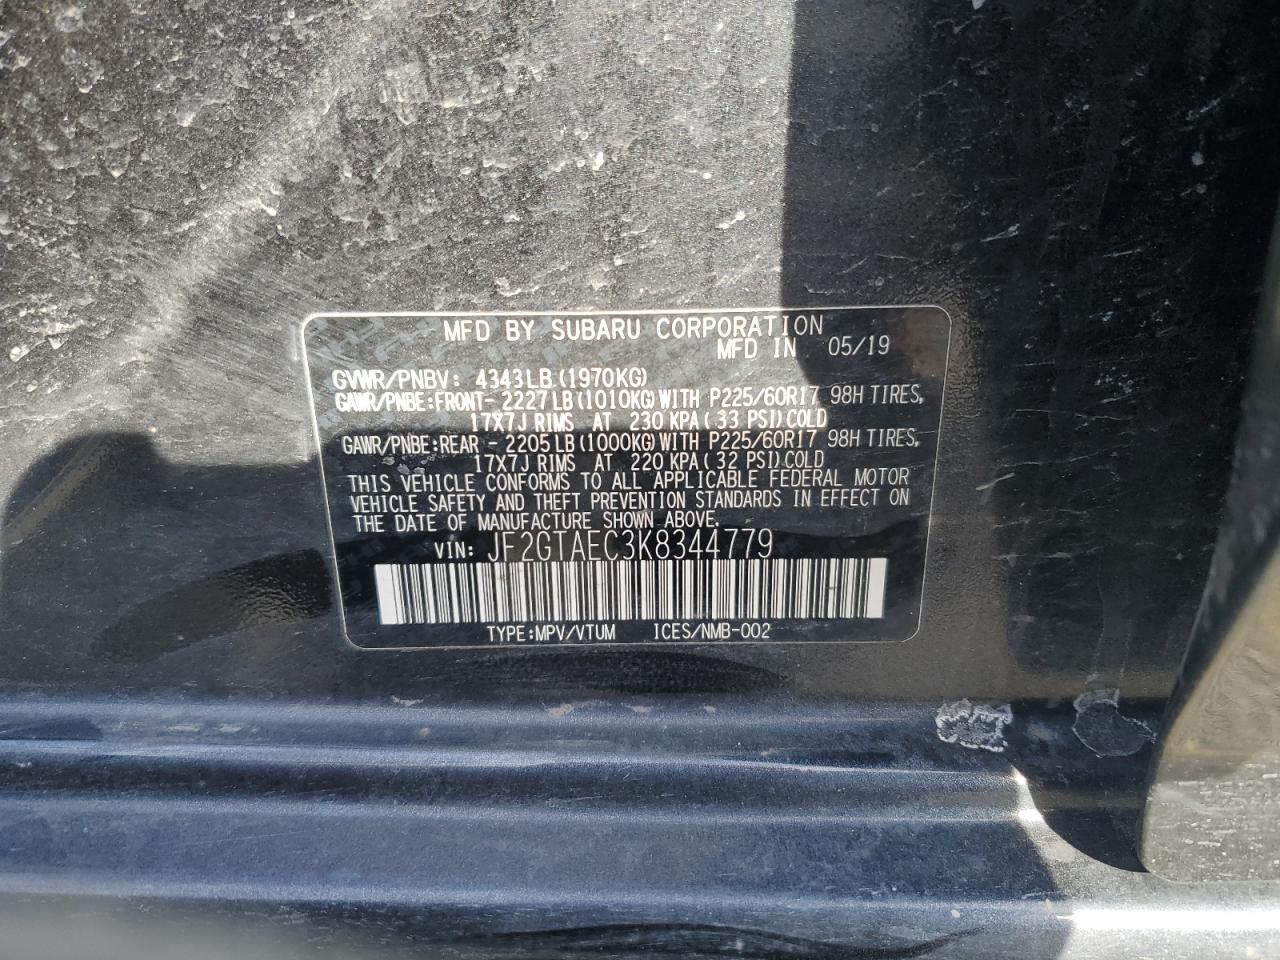 MFD BY SUBARU CORPORATION
MFD IN 05/19
GVWR/PNBV: 4343LB(1970KG)
GAWR/PNBE:FRONT- 2227LB(1010KG)WITH P225/60R17 98H TIRES,
17X7J RIMS AT 230 KPA(33 PSI)COLD
GAWR/PNBE:REAR - 2205LB(1000KG)WITH P225/60R17 98H TIRES,
17X7J RIMS AT 220 KPA(32 PSI)COLD
THIS VEHICLE CONFORMS TO ALL APPLICABLE FEDERAL MOTOR
VEHICLE SAFETY AND THEFT PREVENTION STANDARDS IN EFFECT ON
THE DATE OF MANUFACTURE SHOWN ABOVE.
VIN: JF2GTAEC3K8344779
TYPE:MPV/VTUM ICES/NMB-002